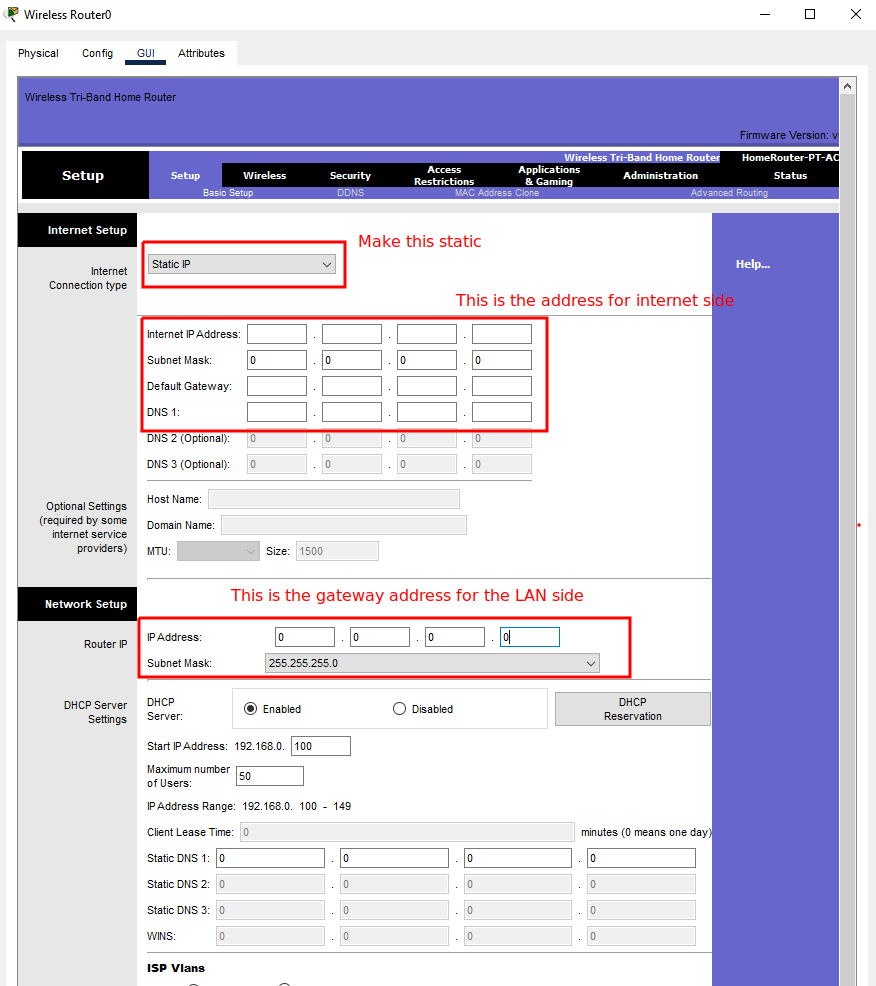 Wireless Router0
Physical Config GUI Attributes
Wireless Tri-Band Home Router
Firmware Version: v
Wireless Tri-Band Home Router HomeRouter-PT-AC
Setup
Setup Wireless Security Access Restrictions Applications & Gaming Administration Status
Basic Setup DDNS MAC Address Clone Advanced Routing
Internet Setup
Make this static
Internet Connection type
Static IP
Help...
This is the address for internet side
Internet IP Address: . . .
Subnet Mask: 0 . 0 . 0 . 0
Default Gateway: . . .
DNS 1: . . .
DNS 2 (Optional): 0 . 0 . 0 . 0
DNS 3 (Optional): 0 . 0 . 0 . 0
Optional Settings
(required by some
internet service
providers)
Host Name:
Domain Name:
MTU: Size: 1500
Network Setup
This is the gateway address for the LAN side
Router IP
IP Address: 0 . 0 . 0 . 0
Subnet Mask: 255.255.255.0
DHCP Server
Settings
DHCP
Server:
Enabled Disabled
DHCP
Reservation
Start IP Address: 192.168.0. 100
Maximum number
of Users:
50
IP Address Range: 192.168.0. 100 - 149
Client Lease Time: 0 minutes (0 means one day)
Static DNS 1: 0 . 0 . 0 . 0
Static DNS 2: 0 . 0 . 0 . 0
Static DNS 3: 0 . 0 . 0 . 0
WINS: 0 . 0 . 0 . 0
ISP Vlans